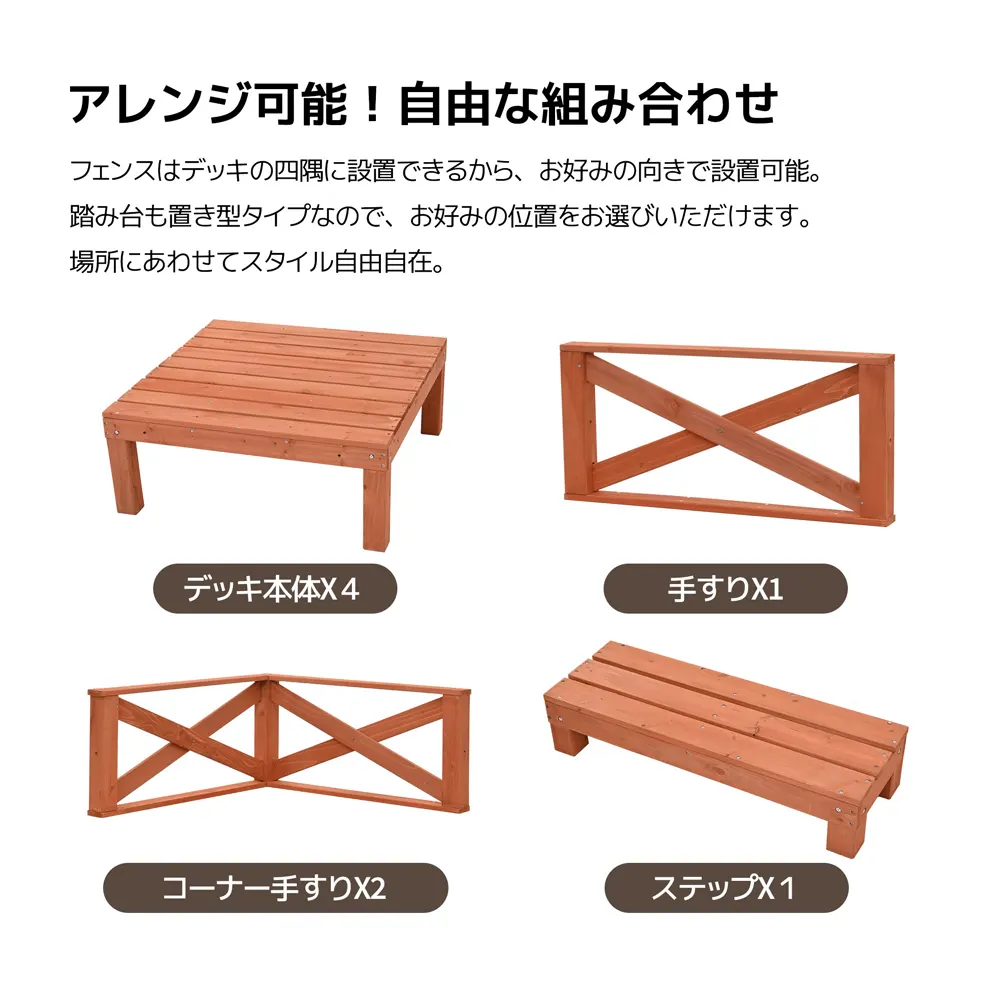 アレンジ可能！自由な組み合わせ
フェンスはデッキの四隅に設置できるから、お好みの向きで設置可能。
踏み台も置き型タイプなので、お好みの位置をお選びいただけます。
場所にあわせてスタイル自由自在。
デッキ本体X４
手すりX1
コーナー手すりX2
ステップX１